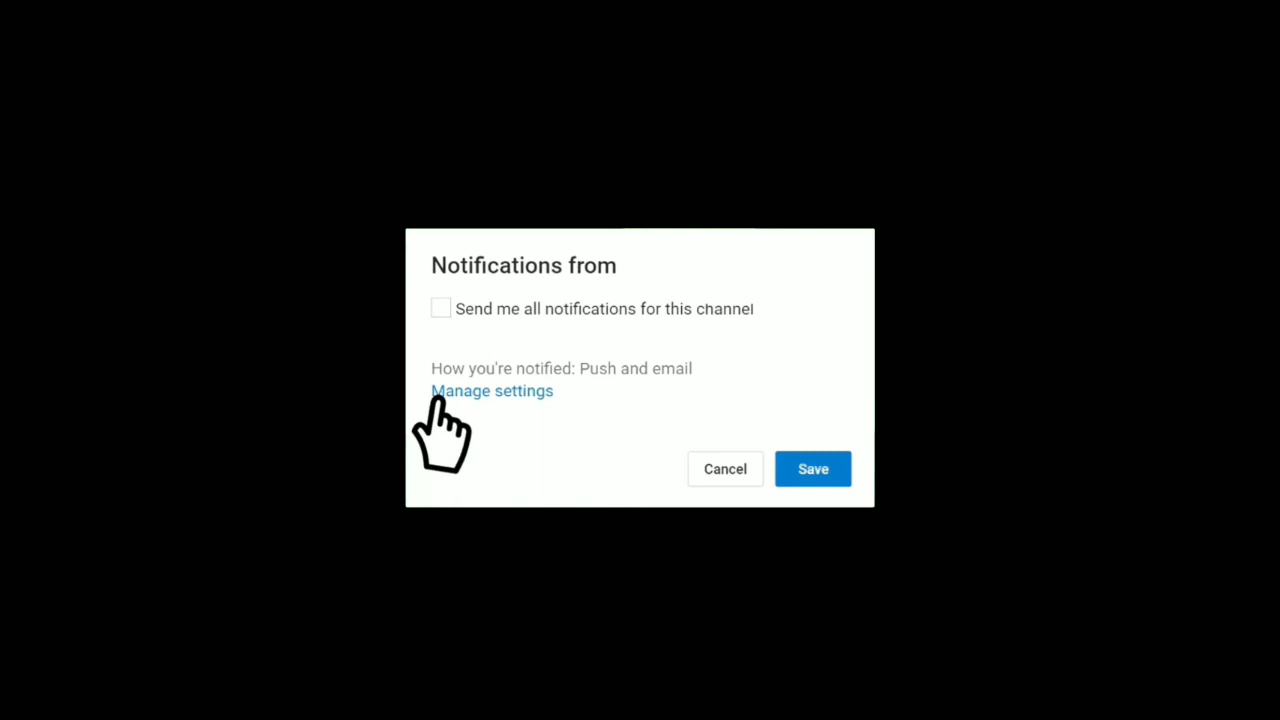 Notifications from
Send me all notifications for this channel
How you're notified: Push and email
Manage settings
Cancel
Save